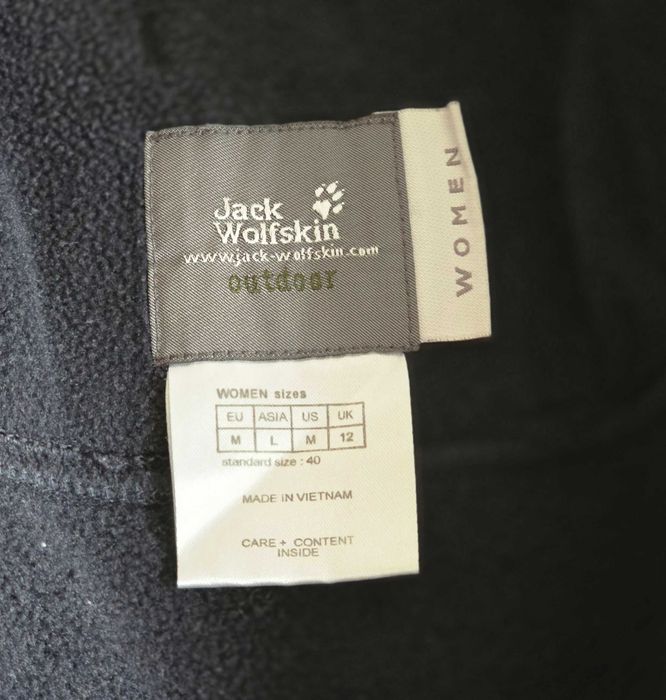 Jack
Wolfskin
www.jack-wolfskin.com
outdoor
WOMEN
WOMEN sizes
EU ASIA US UK
M L M 12
standard size : 40
MADE IN VIETNAM
CARE + CONTENT
INSIDE